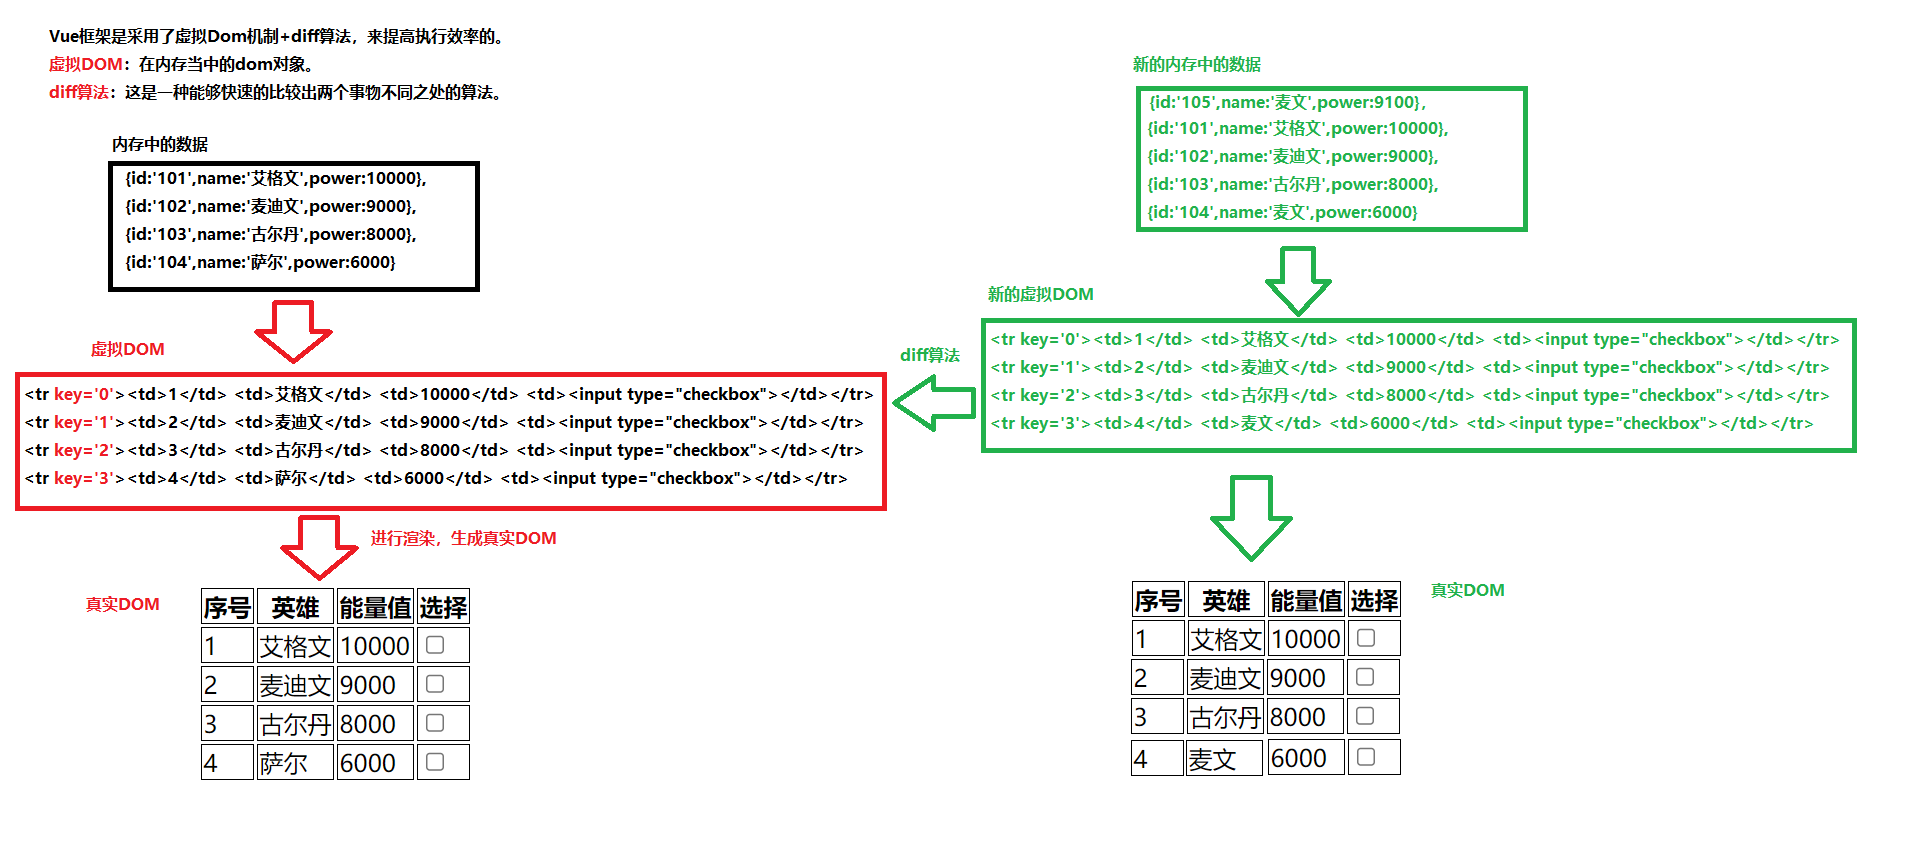 Vue框架是采用了虚拟Dom机制+diff算法，来提高执行效率的。
虚拟DOM：在内存当中的dom对象。
diff算法：这是一种能够快速的比较出两个事物不同之处的算法。
内存中的数据
{id:'101',name:'艾格文',power:10000},
{id:'102',name:'麦迪文',power:9000},
{id:'103',name:'古尔丹',power:8000},
{id:'104',name:'萨尔',power:6000}
虚拟DOM
<tr key='0'><td>1</td> <td>艾格文</td> <td>10000</td> <td><input type="checkbox"></td></tr>
<tr key='1'><td>2</td> <td>麦迪文</td> <td>9000</td> <td><input type="checkbox"></td></tr>
<tr key='2'><td>3</td> <td>古尔丹</td> <td>8000</td> <td><input type="checkbox"></td></tr>
<tr key='3'><td>4</td> <td>萨尔</td> <td>6000</td> <td><input type="checkbox"></td></tr>
进行渲染，生成真实DOM
真实DOM
序号 英雄 能量值 选择
1 艾格文 10000
2 麦迪文 9000
3 古尔丹 8000
4 萨尔 6000
新的内存中的数据
{id:'105',name:'麦文',power:9100},
{id:'101',name:'艾格文',power:10000},
{id:'102',name:'麦迪文',power:9000},
{id:'103',name:'古尔丹',power:8000},
{id:'104',name:'麦文',power:6000}
新的虚拟DOM
diff算法
<tr key='0'><td>1</td> <td>艾格文</td> <td>10000</td> <td><input type="checkbox"></td></tr>
<tr key='1'><td>2</td> <td>麦迪文</td> <td>9000</td> <td><input type="checkbox"></td></tr>
<tr key='2'><td>3</td> <td>古尔丹</td> <td>8000</td> <td><input type="checkbox"></td></tr>
<tr key='3'><td>4</td> <td>麦文</td> <td>6000</td> <td><input type="checkbox"></td></tr>
真实DOM
序号 英雄 能量值 选择
1 艾格文 10000
2 麦迪文 9000
3 古尔丹 8000
4 麦文 6000